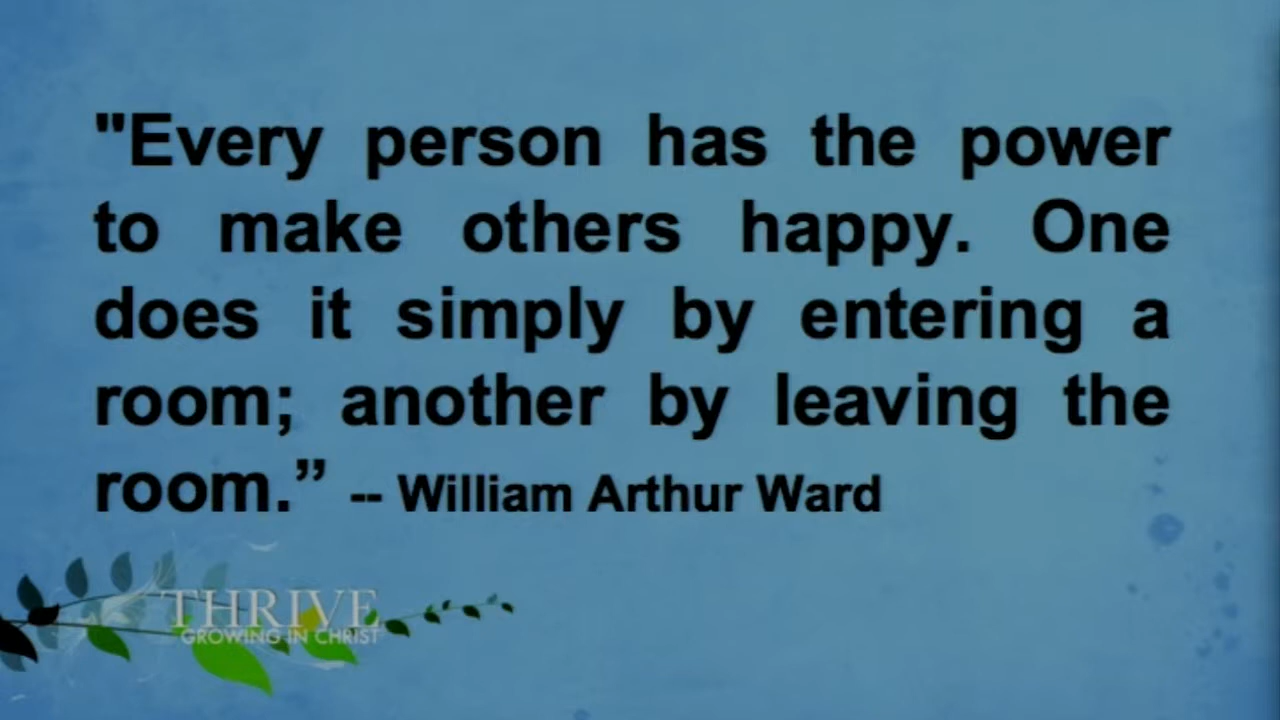 "Every person has the power
to make others happy. One
does it simply by entering a
room; another by leaving the
room.” -- William Arthur Ward
THRIVE
GROWING IN CHRIST